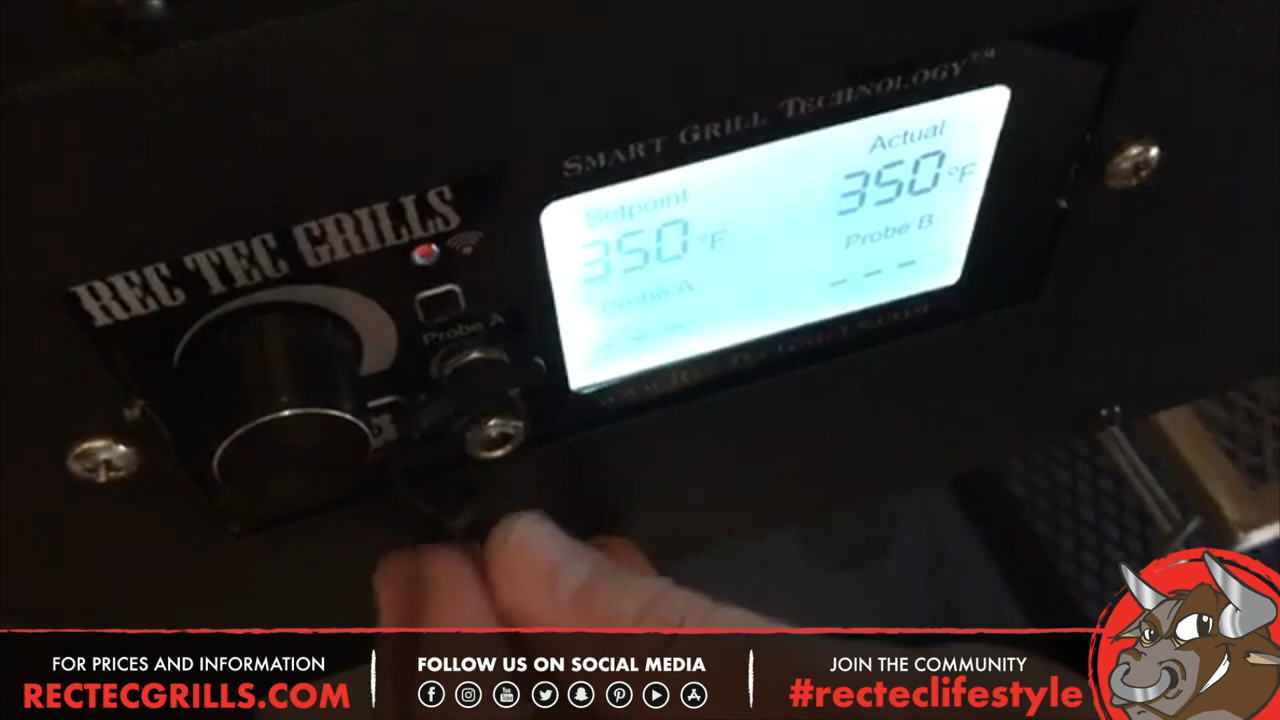 SMART GRILL TECHNOLOGY™
REC TEC GRILLS
Setpoint
350 °F
Actual
350 °F
Probe A
---
Probe B
---
Probe A
FOR PRICES AND INFORMATION
RECTECGRILLS.COM
FOLLOW US ON SOCIAL MEDIA
JOIN THE COMMUNITY
#recteclifestyle